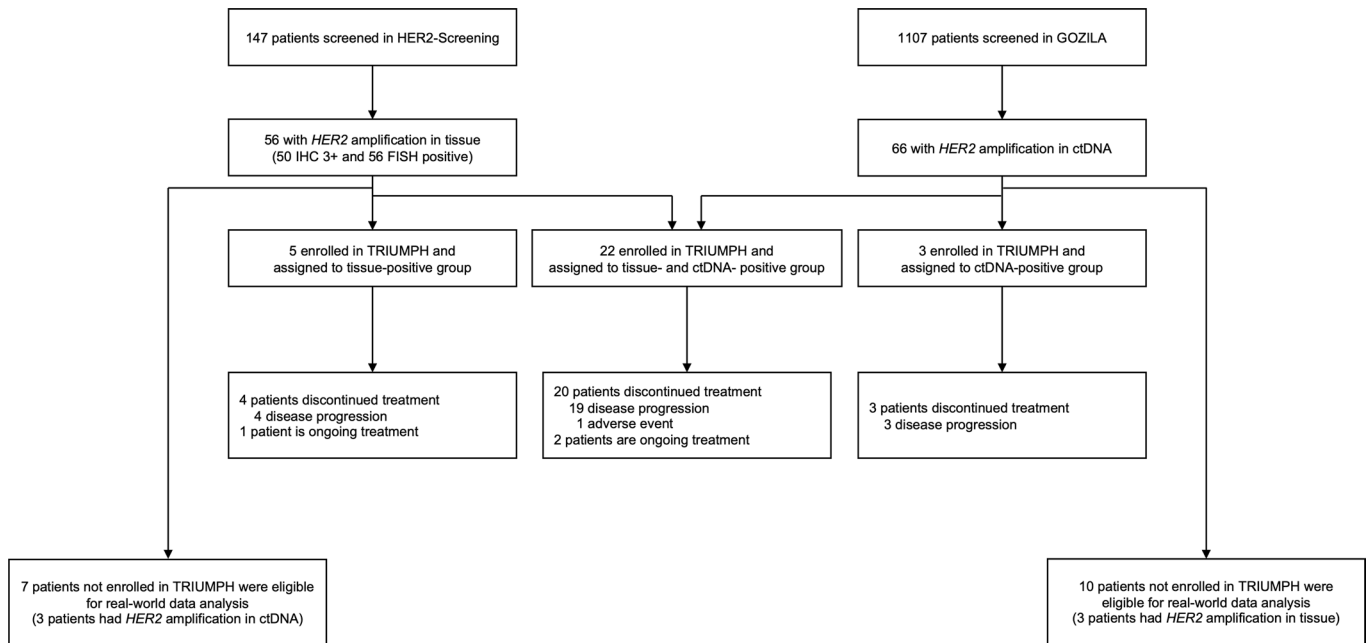 147 patients screened in HER2-Screening
1107 patients screened in GOZILA
56 with HER2 amplification in tissue
(50 IHC 3+ and 56 FISH positive)
66 with HER2 amplification in ctDNA
5 enrolled in TRIUMPH and
assigned to tissue-positive group
22 enrolled in TRIUMPH and
assigned to tissue- and ctDNA- positive group
3 enrolled in TRIUMPH and
assigned to ctDNA-positive group
4 patients discontinued treatment
4 disease progression
1 patient is ongoing treatment
20 patients discontinued treatment
19 disease progression
1 adverse event
2 patients are ongoing treatment
3 patients discontinued treatment
3 disease progression
7 patients not enrolled in TRIUMPH were eligible
for real-world data analysis
(3 patients had HER2 amplification in ctDNA)
10 patients not enrolled in TRIUMPH were
eligible for real-world data analysis
(3 patients had HER2 amplification in tissue)